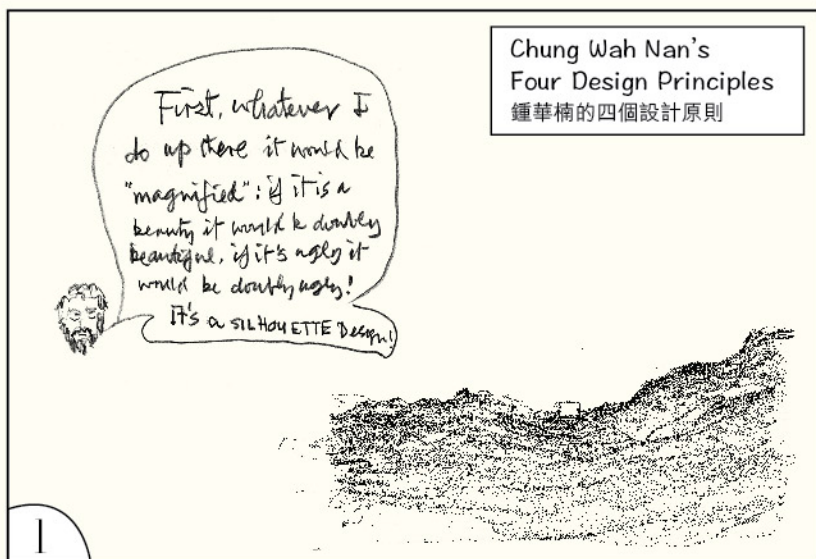 Chung Wah Nan's
Four Design Principles
鍾華楠的四個設計原則
First, whatever I
do up there it would be
"magnified": if it is a
beauty it would be doubly
beautiful, if it's ugly it
would be doubly ugly!
It's a SILHOUETTE Design!
1